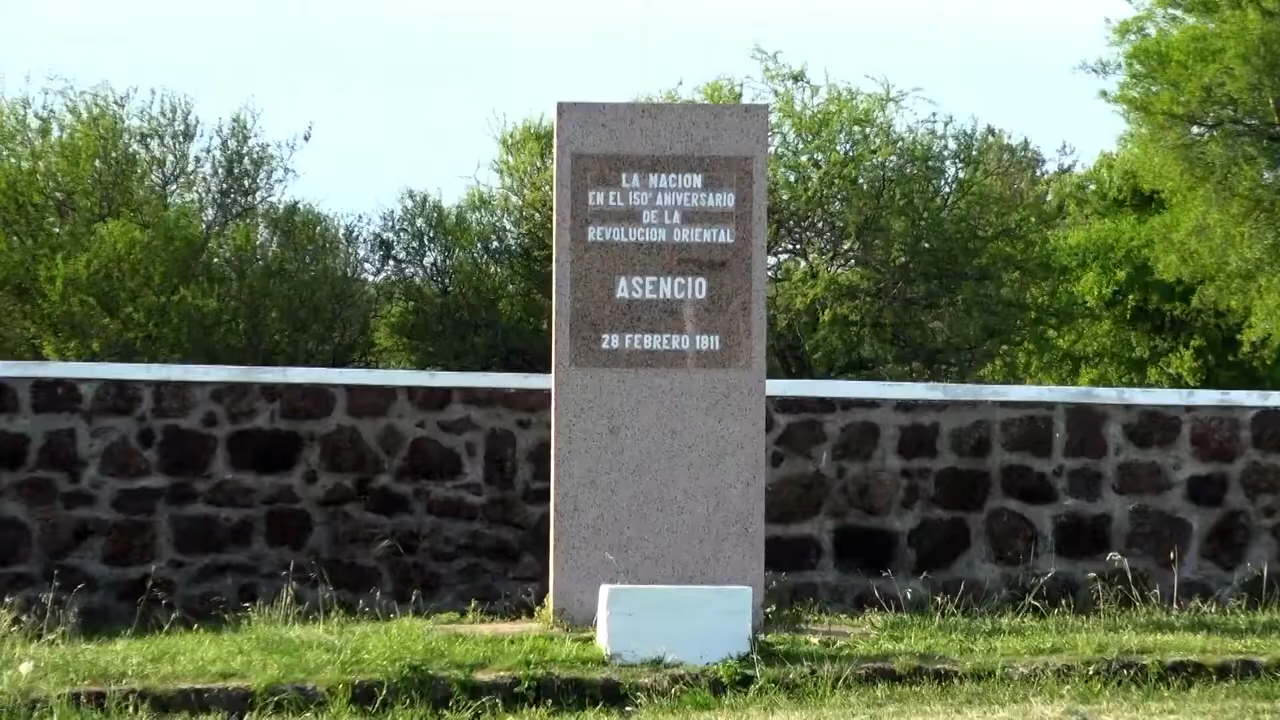 LA NACION
EN EL 150° ANIVERSARIO
DE LA
REVOLUCION ORIENTAL
ASENCIO
28 FEBRERO 1811